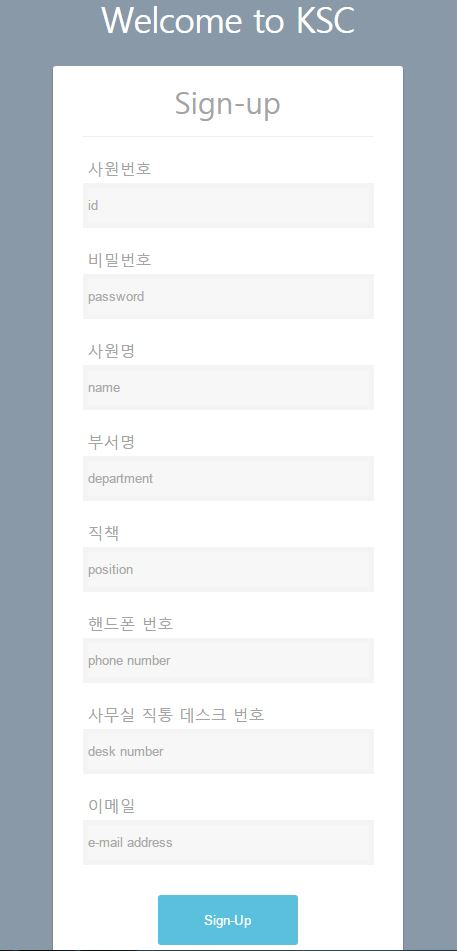 Welcome to KSC
Sign-up
사원번호
id
비밀번호
password
사원명
name
부서명
department
직책
position
핸드폰 번호
phone number
사무실 직통 데스크 번호
desk number
이메일
e-mail address
Sign-Up